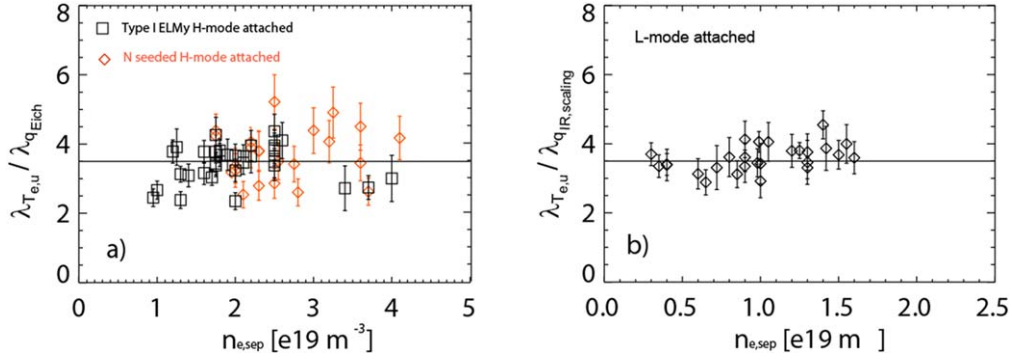 8
6
4
2
0
λTe,u / λqEich
□ Type I ELMy H-mode attached
◇ N seeded H-mode attached
a)
0 1 2 3 4 5
ne,sep [e19 m-3]
8
6
4
2
0
λTe,u / λqIR,scaling
L-mode attached
b)
0.0 0.5 1.0 1.5 2.0 2.5
ne,sep [e19 m ]